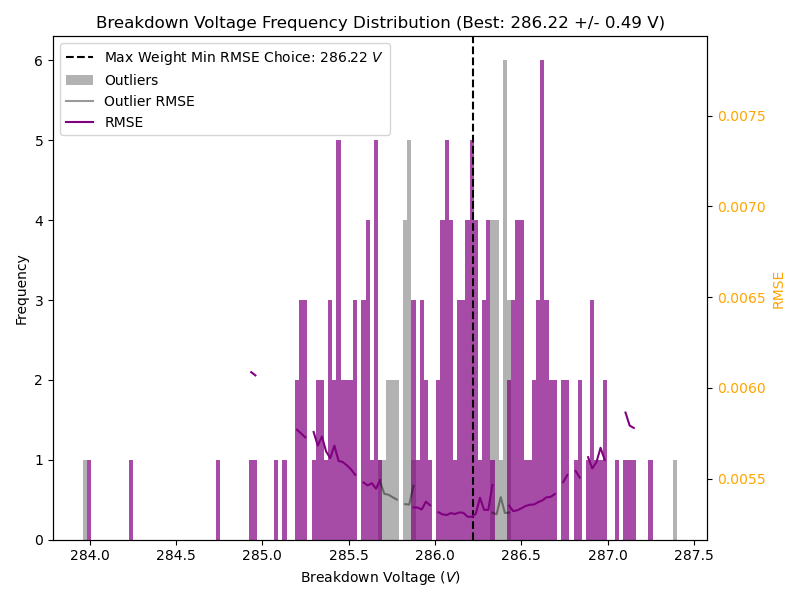 Breakdown Voltage Frequency Distribution (Best: 286.22 +/- 0.49 V)
Max Weight Min RMSE Choice: 286.22 V
Outliers
Outlier RMSE
RMSE
6
5
4
3
2
1
0
Frequency
0.0075
0.0070
0.0065
0.0060
0.0055
RMSE
284.0 284.5 285.0 285.5 286.0 286.5 287.0 287.5
Breakdown Voltage (V)